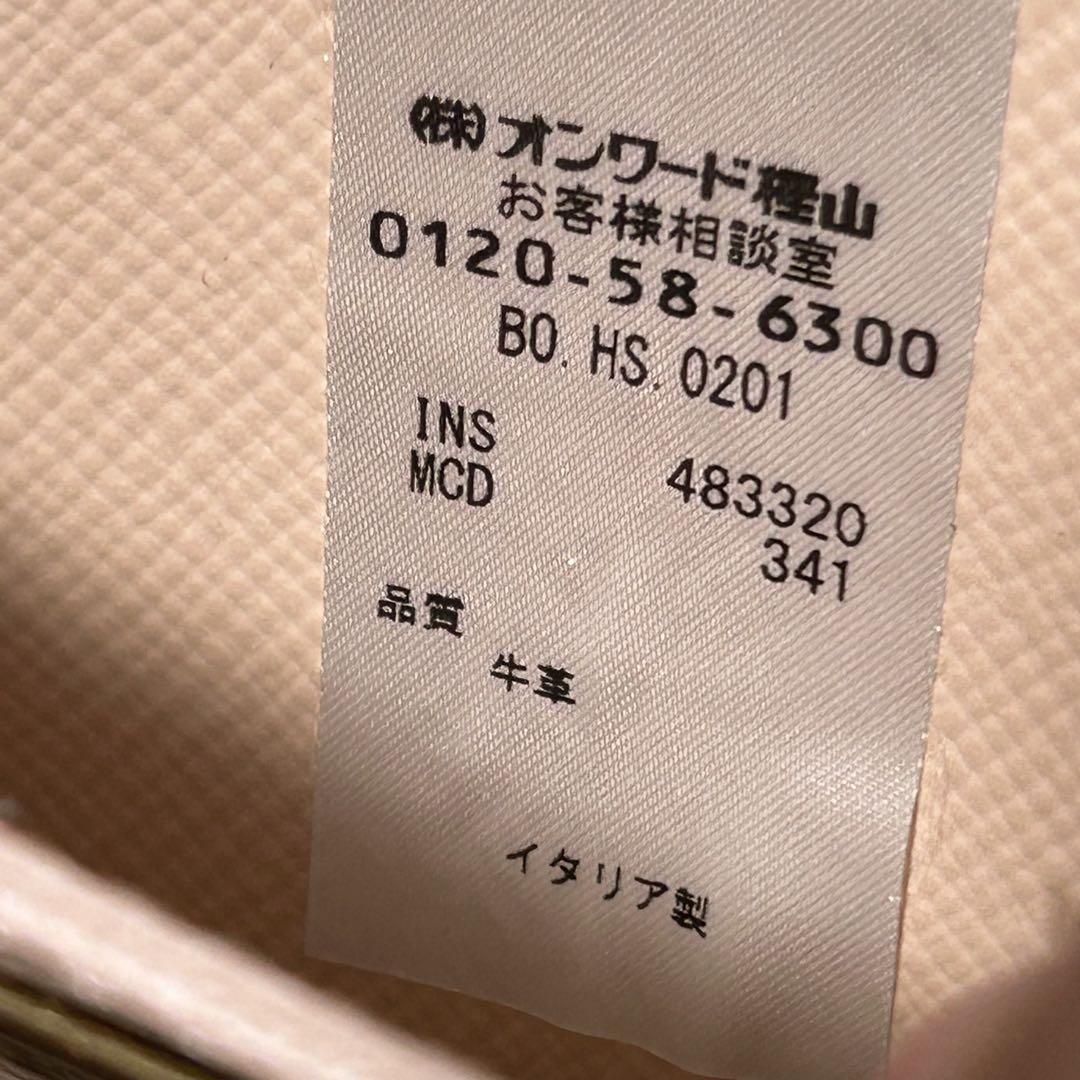 ㈱オンワード樫山
お客様相談室
0120-58-6300
BO.HS.0201
INS 483320
MCD 341
品質
牛革
イタリア製